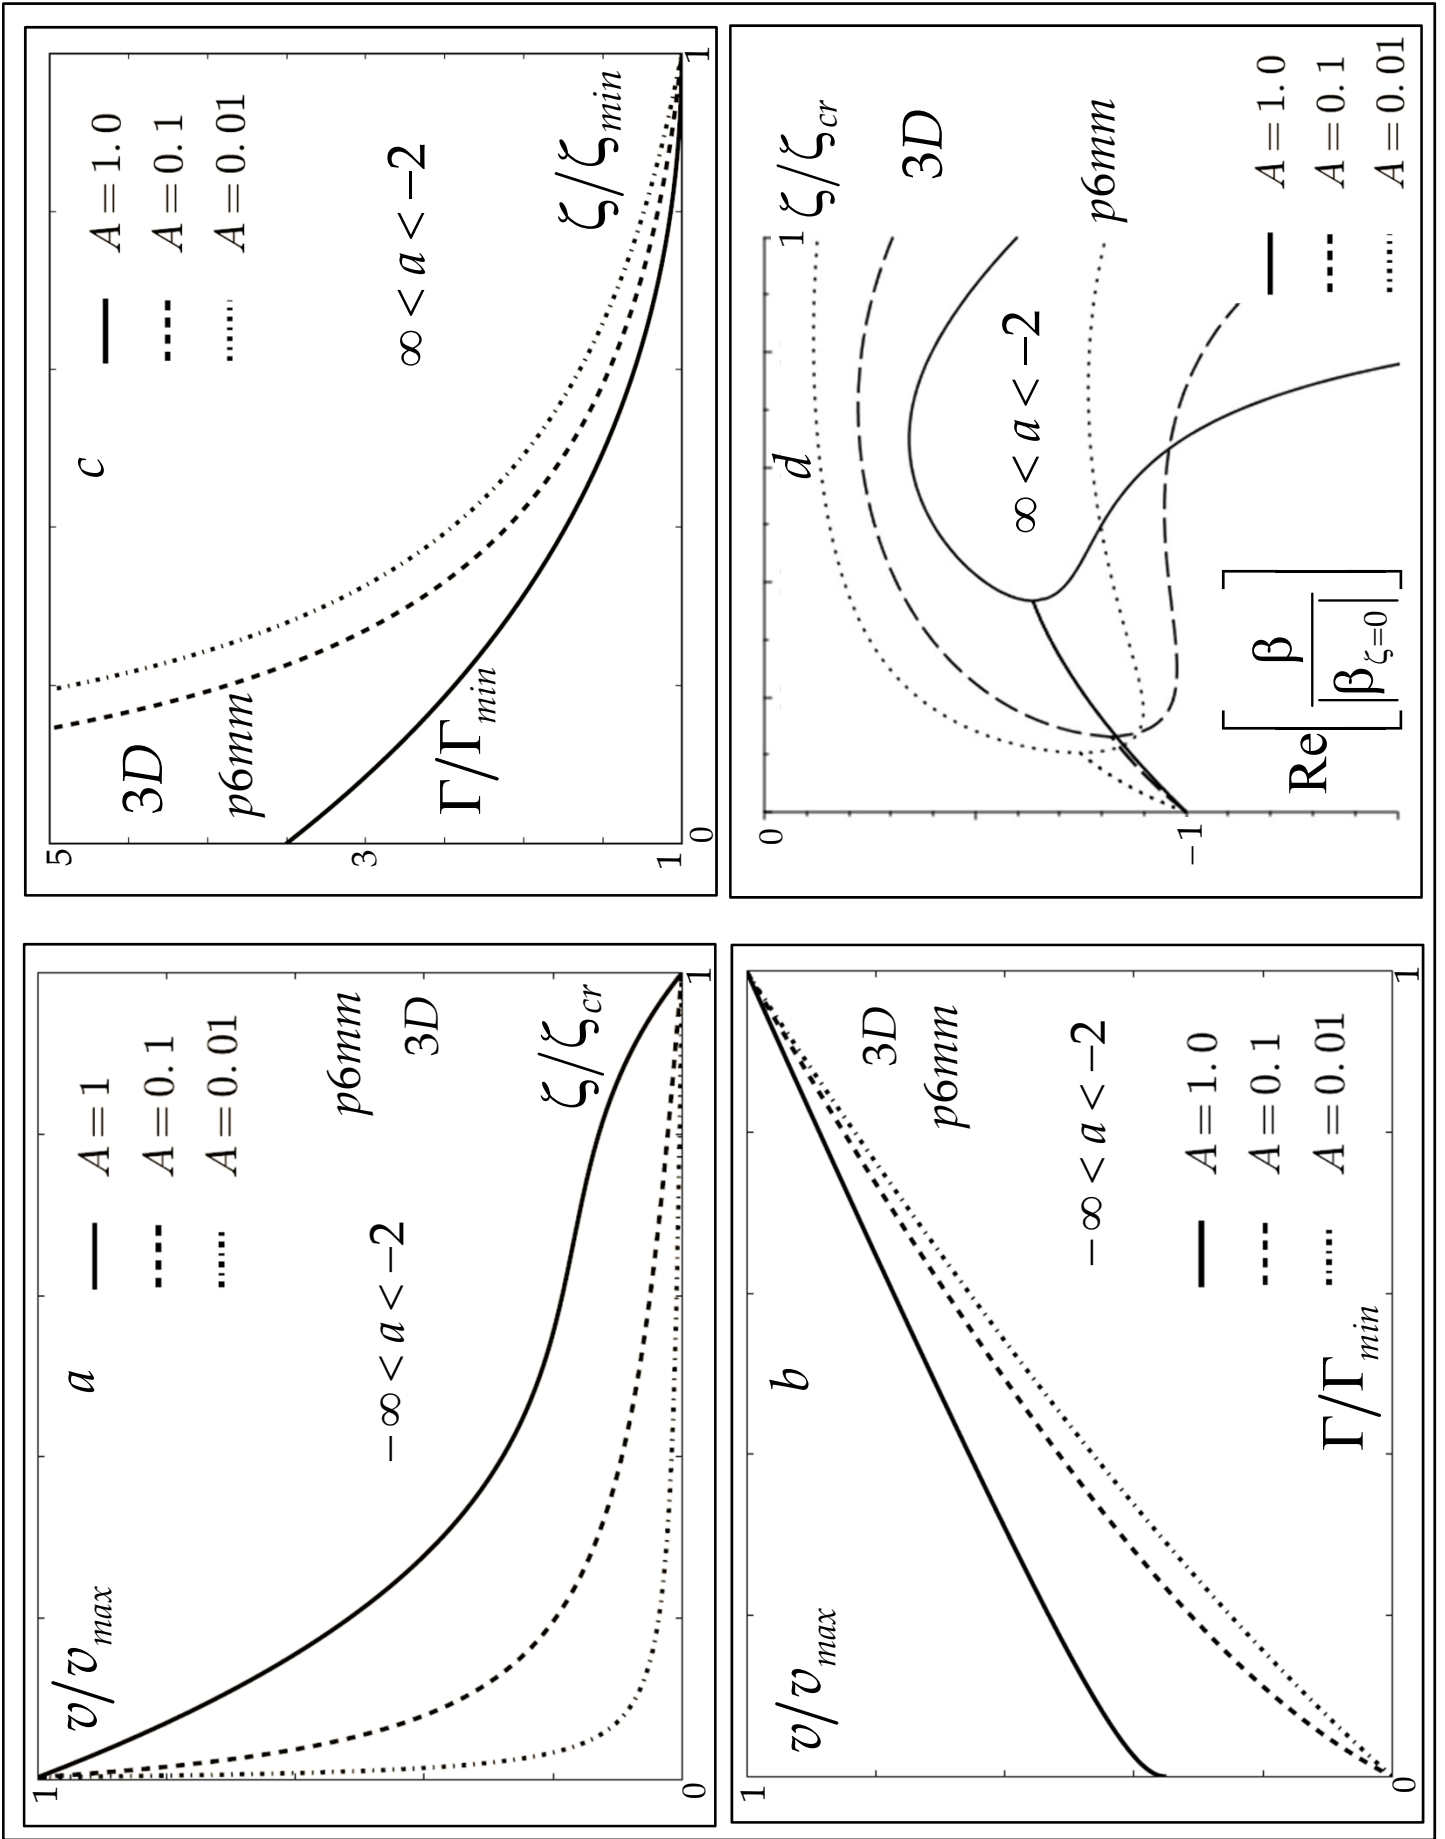 a
v/v_max
1
0
1
A=1
A=0.1
A=0.01
−∞<a<−2
p6mm
3D
ζ/ζ_cr
c
5
3
1
0
1
A=1.0
A=0.1
A=0.01
3D
p6mm
∞<a<−2
Γ/Γ_min
ζ/ζ_min
b
v/v_max
1
0
1
3D
p6mm
−∞<a<−2
A=1.0
A=0.1
A=0.01
Γ/Γ_min
d
0
1
ζ/ζ_cr
3D
∞<a<−2
p6mm
−1
Re[β/|β_ζ=0|]
A=1.0
A=0.1
A=0.01